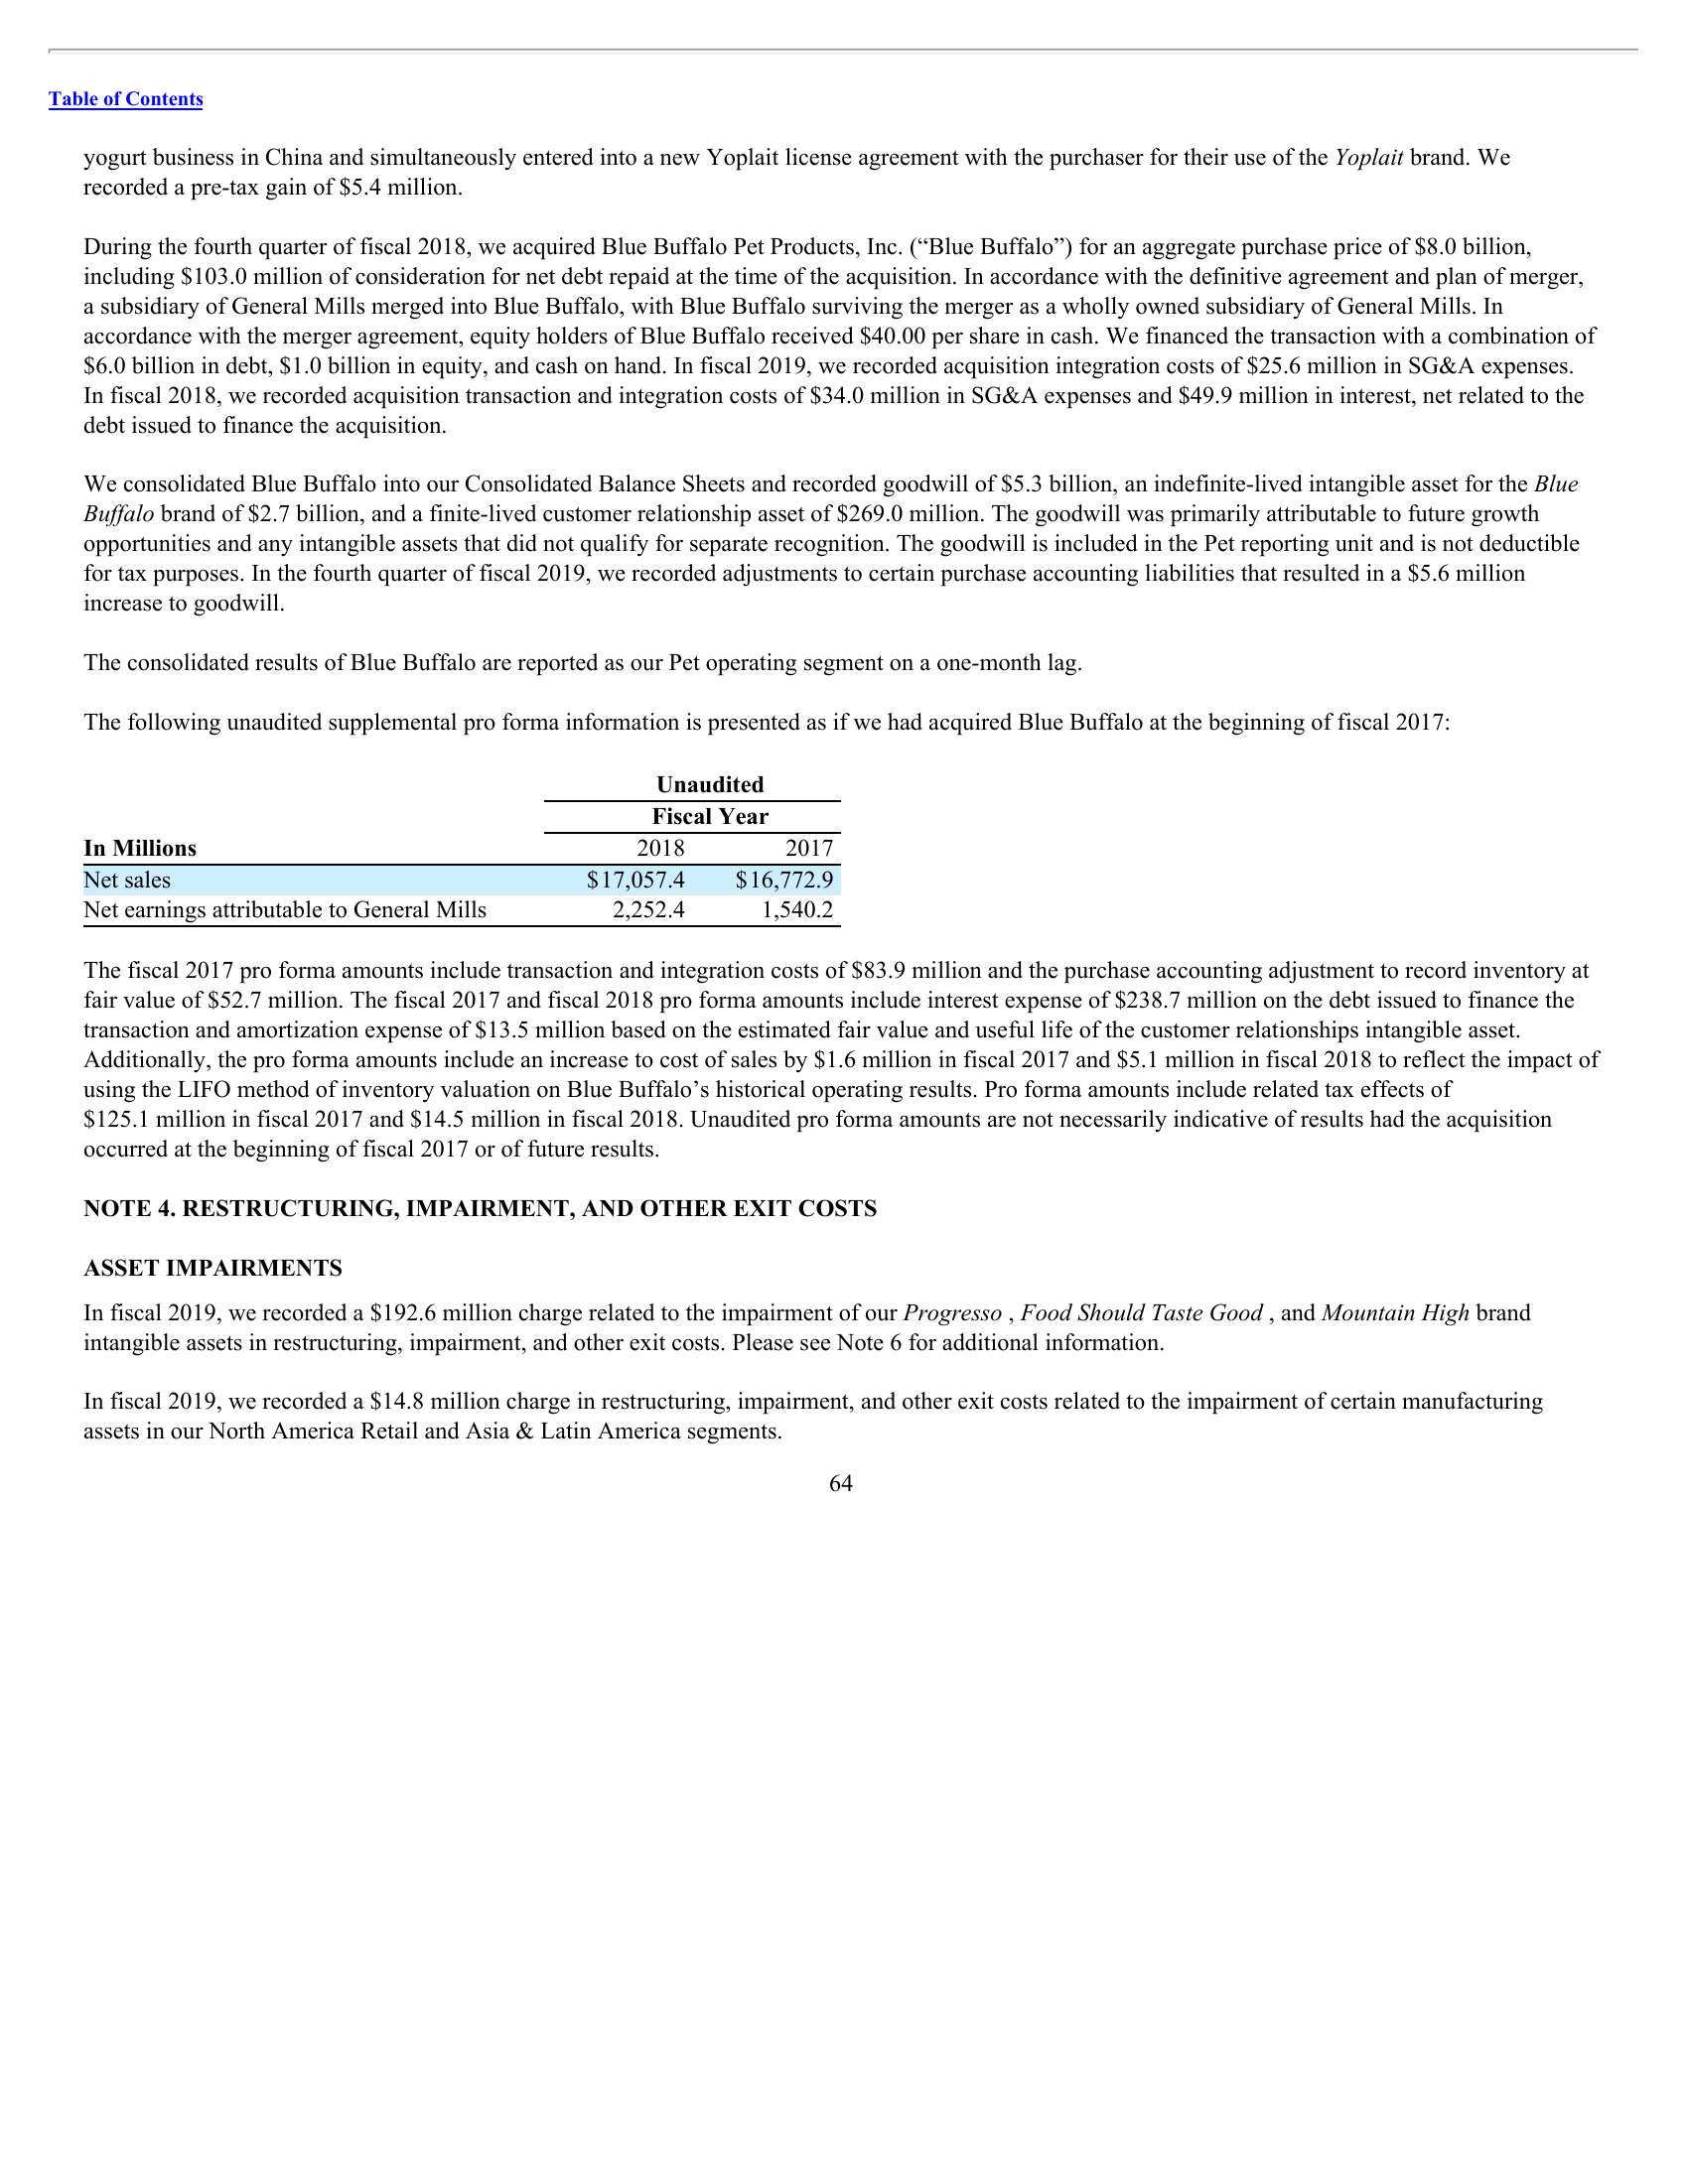 Table of Contents
yogurt business in China and simultaneously entered into a new Yoplait license agreement with the purchaser for their use of the Yoplait brand. We
recorded a pre-tax gain of $5.4 million.
During the fourth quarter of fiscal 2018, we acquired Blue Buffalo Pet Products, Inc. (“Blue Buffalo”) for an aggregate purchase price of $8.0 billion,
including $103.0 million of consideration for net debt repaid at the time of the acquisition. In accordance with the definitive agreement and plan of merger,
a subsidiary of General Mills merged into Blue Buffalo, with Blue Buffalo surviving the merger as a wholly owned subsidiary of General Mills. In
accordance with the merger agreement, equity holders of Blue Buffalo received $40.00 per share in cash. We financed the transaction with a combination of
$6.0 billion in debt, $1.0 billion in equity, and cash on hand. In fiscal 2019, we recorded acquisition integration costs of $25.6 million in SG&A expenses.
In fiscal 2018, we recorded acquisition transaction and integration costs of $34.0 million in SG&A expenses and $49.9 million in interest, net related to the
debt issued to finance the acquisition.
We consolidated Blue Buffalo into our Consolidated Balance Sheets and recorded goodwill of $5.3 billion, an indefinite-lived intangible asset for the Blue
Buffalo brand of $2.7 billion, and a finite-lived customer relationship asset of $269.0 million. The goodwill was primarily attributable to future growth
opportunities and any intangible assets that did not qualify for separate recognition. The goodwill is included in the Pet reporting unit and is not deductible
for tax purposes. In the fourth quarter of fiscal 2019, we recorded adjustments to certain purchase accounting liabilities that resulted in a $5.6 million
increase to goodwill.
The consolidated results of Blue Buffalo are reported as our Pet operating segment on a one-month lag.
The following unaudited supplemental pro forma information is presented as if we had acquired Blue Buffalo at the beginning of fiscal 2017:
Unaudited
Fiscal Year
In Millions 2018 2017
Net sales $17,057.4 $16,772.9
Net earnings attributable to General Mills 2,252.4 1,540.2
The fiscal 2017 pro forma amounts include transaction and integration costs of $83.9 million and the purchase accounting adjustment to record inventory at
fair value of $52.7 million. The fiscal 2017 and fiscal 2018 pro forma amounts include interest expense of $238.7 million on the debt issued to finance the
transaction and amortization expense of $13.5 million based on the estimated fair value and useful life of the customer relationships intangible asset.
Additionally, the pro forma amounts include an increase to cost of sales by $1.6 million in fiscal 2017 and $5.1 million in fiscal 2018 to reflect the impact of
using the LIFO method of inventory valuation on Blue Buffalo’s historical operating results. Pro forma amounts include related tax effects of
$125.1 million in fiscal 2017 and $14.5 million in fiscal 2018. Unaudited pro forma amounts are not necessarily indicative of results had the acquisition
occurred at the beginning of fiscal 2017 or of future results.
NOTE 4. RESTRUCTURING, IMPAIRMENT, AND OTHER EXIT COSTS
ASSET IMPAIRMENTS
In fiscal 2019, we recorded a $192.6 million charge related to the impairment of our Progresso , Food Should Taste Good , and Mountain High brand
intangible assets in restructuring, impairment, and other exit costs. Please see Note 6 for additional information.
In fiscal 2019, we recorded a $14.8 million charge in restructuring, impairment, and other exit costs related to the impairment of certain manufacturing
assets in our North America Retail and Asia & Latin America segments.
64